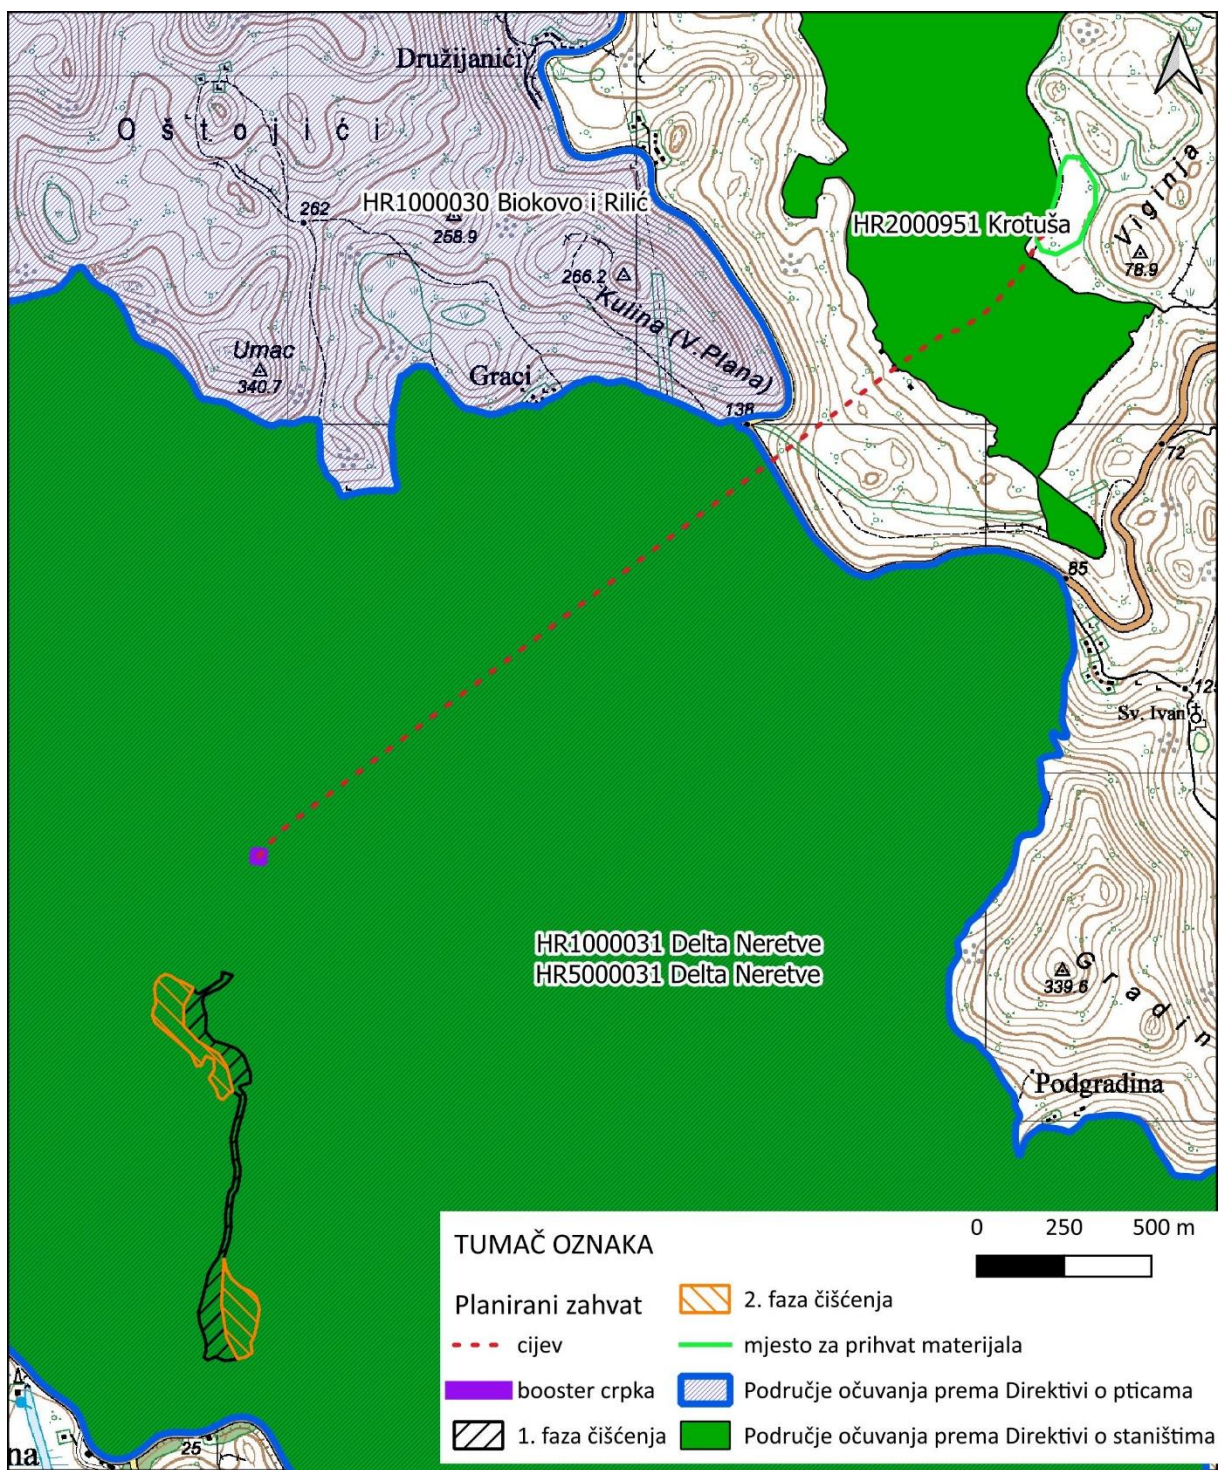 Družijanići
Oštojići
HR1000030 Biokovo i Rilić
262
258.9
266.2
Kulina (V.Plana)
HR2000951 Krotuša
Viginja
78.9
Umac
340.7
Graci
138
72
85
125
Sv. Ivan
HR1000031 Delta Neretve
HR5000031 Delta Neretve
339.6
Gradin
Podgradina
TUMAČ OZNAKA
0 250 500 m
Planirani zahvat
2. faza čišćenja
cijev
mjesto za prihvat materijala
booster crpka
Područje očuvanja prema Direktivi o pticama
1. faza čišćenja
Područje očuvanja prema Direktivi o staništima
25
na